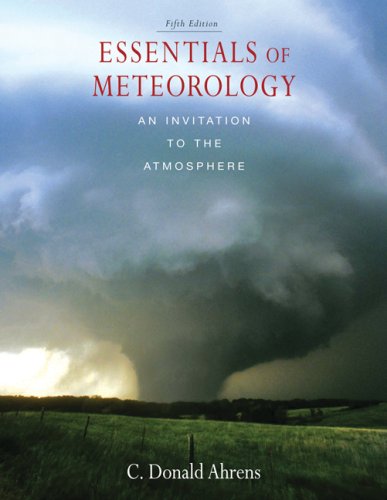 Fifth Edition
ESSENTIALS OF
METEOROLOGY
AN INVITATION
TO THE
ATMOSPHERE
C. Donald Ahrens